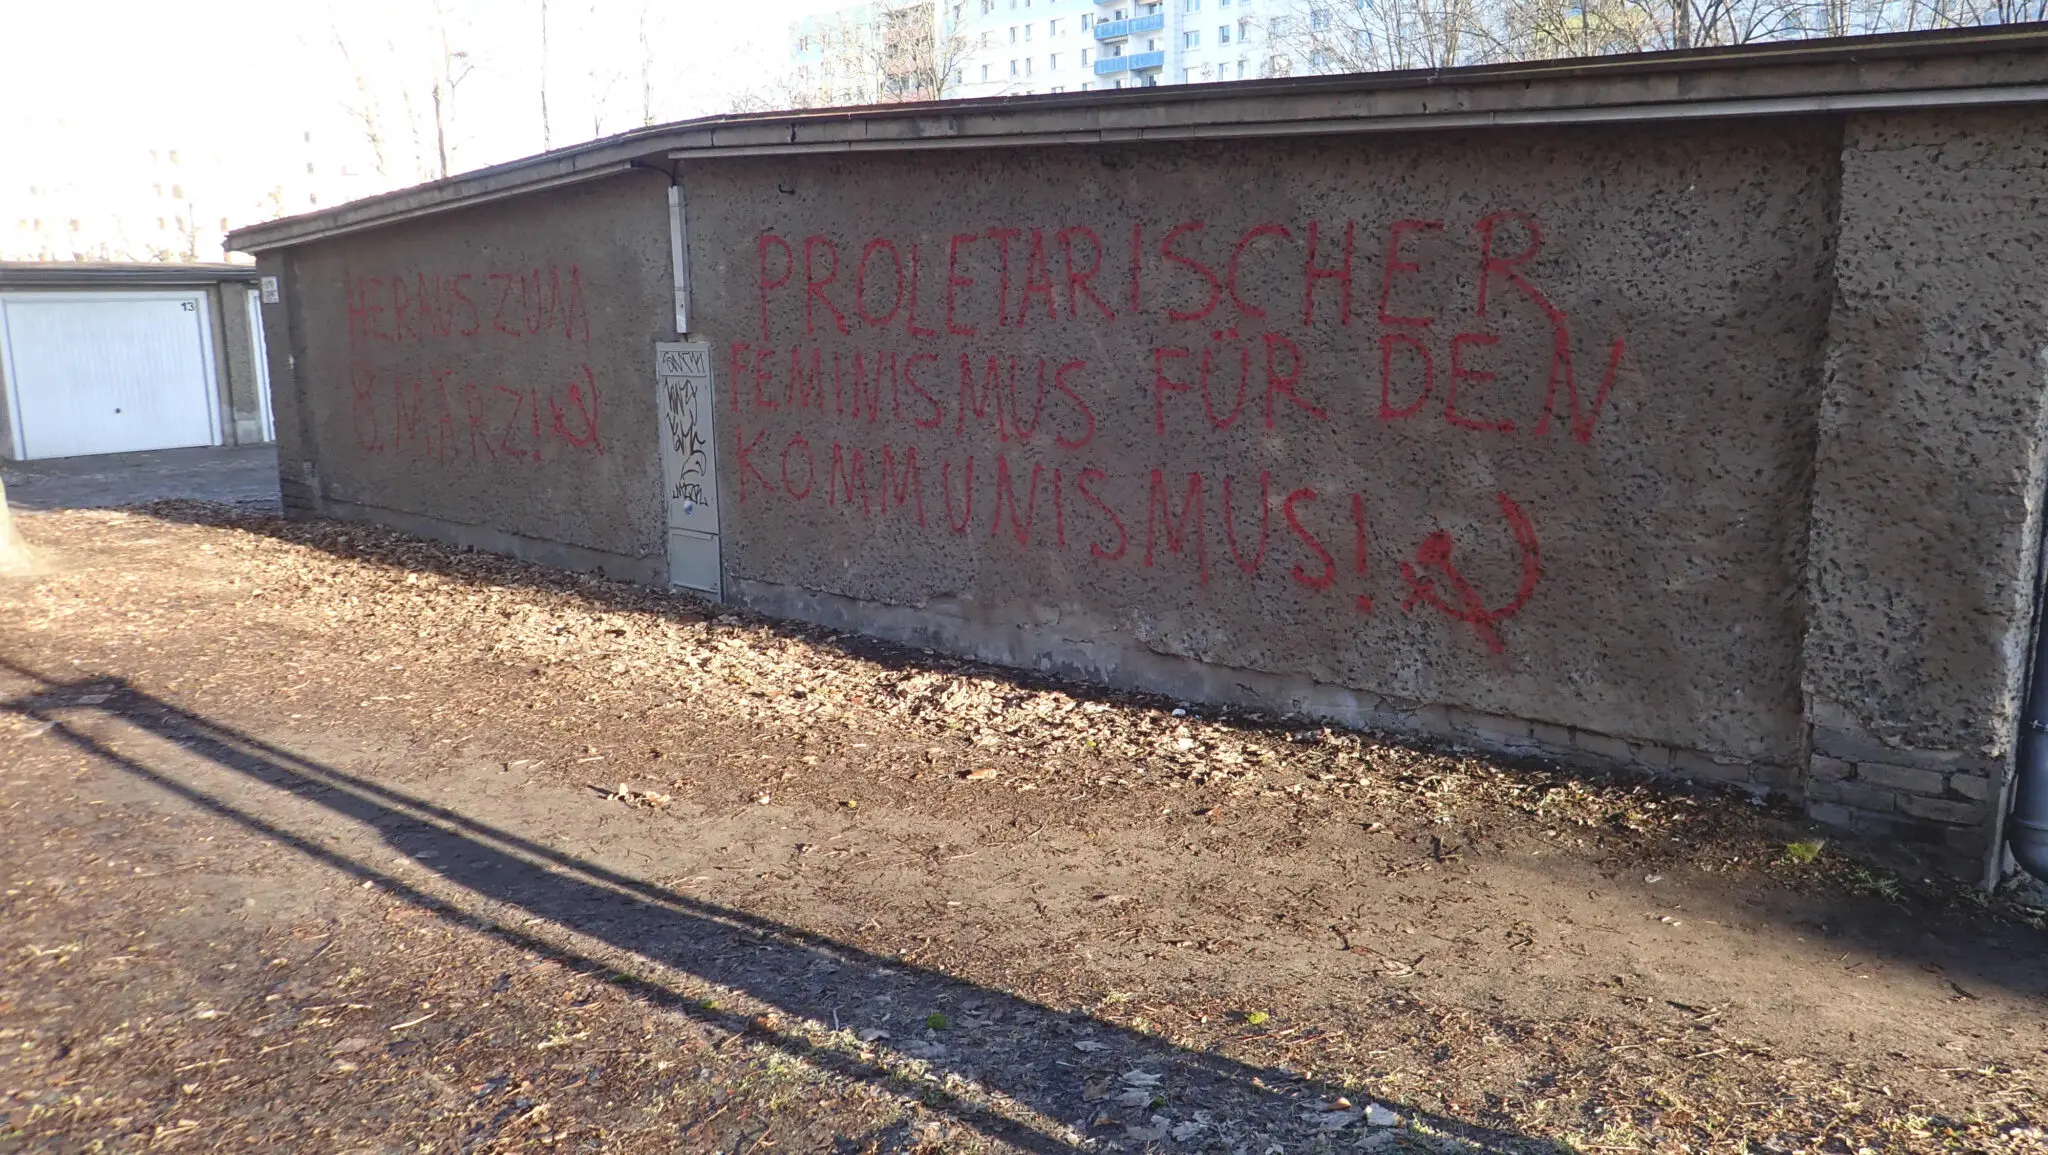 HERAUS ZUM
8. MÄRZ!
PROLETARISCHER
FEMINISMUS FÜR DEN
KOMMUNISMUS!
13